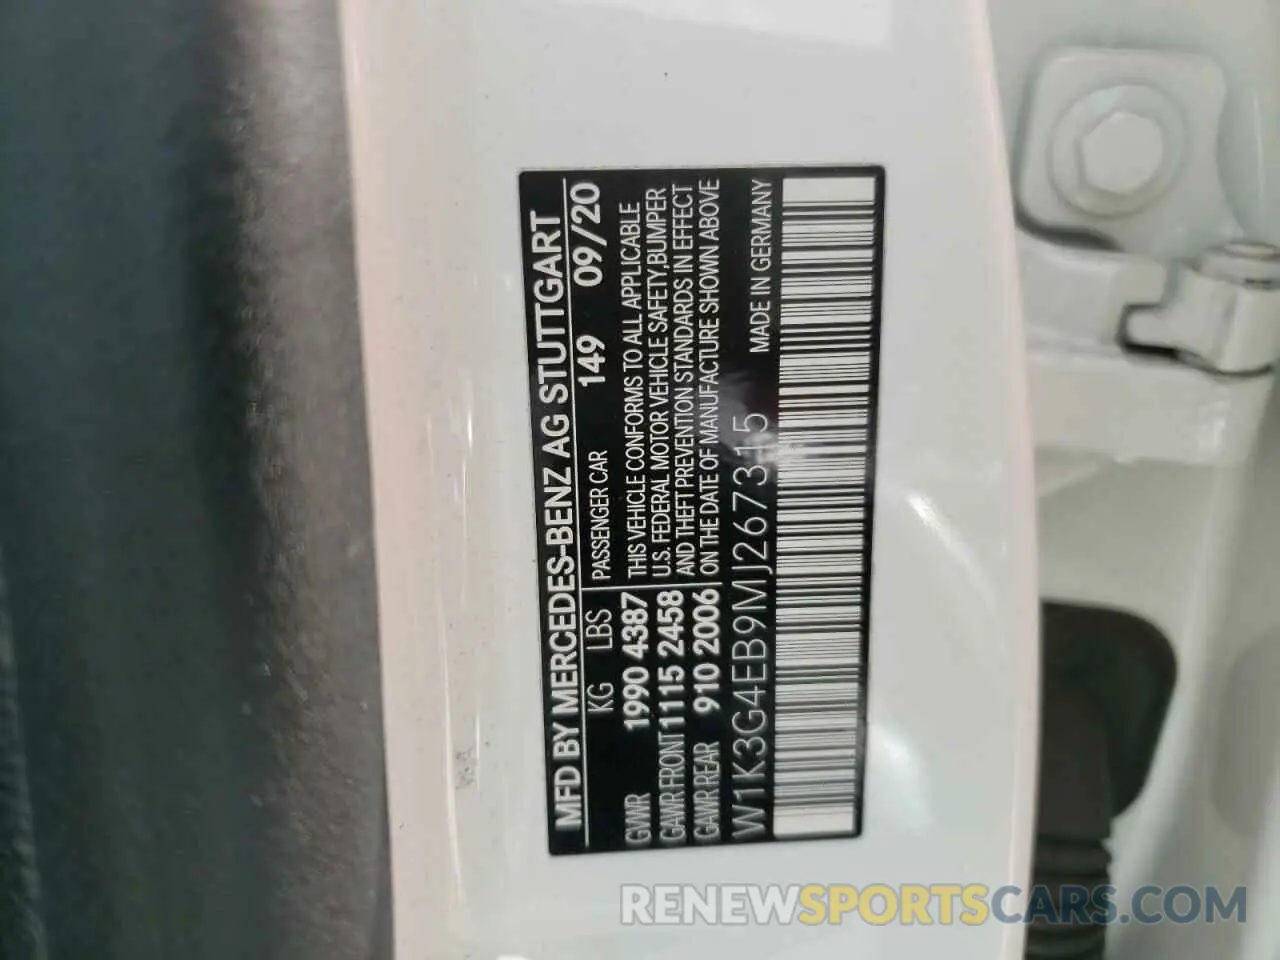 MFD BY MERCEDES-BENZ AG STUTTGART
KG LBS PASSENGER CAR 149 09/20
GVWR 1990 4387 THIS VEHICLE CONFORMS TO ALL APPLICABLE
GAWR FRONT 1115 2458 U.S. FEDERAL MOTOR VEHICLE SAFETY,BUMPER
GAWR REAR 910 2006 AND THEFT PREVENTION STANDARDS IN EFFECT
ON THE DATE OF MANUFACTURE SHOWN ABOVE
W1K3G4EB9MJ267315 MADE IN GERMANY
RENEWSPORTSCARS.COM